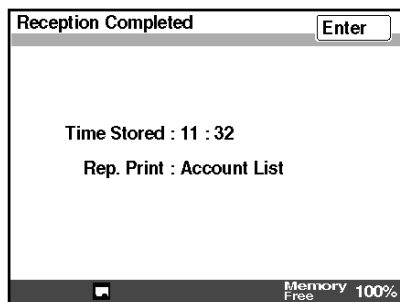 Reception Completed
Enter
Time Stored : 11 : 32
Rep. Print : Account List
Memory
Free 100%